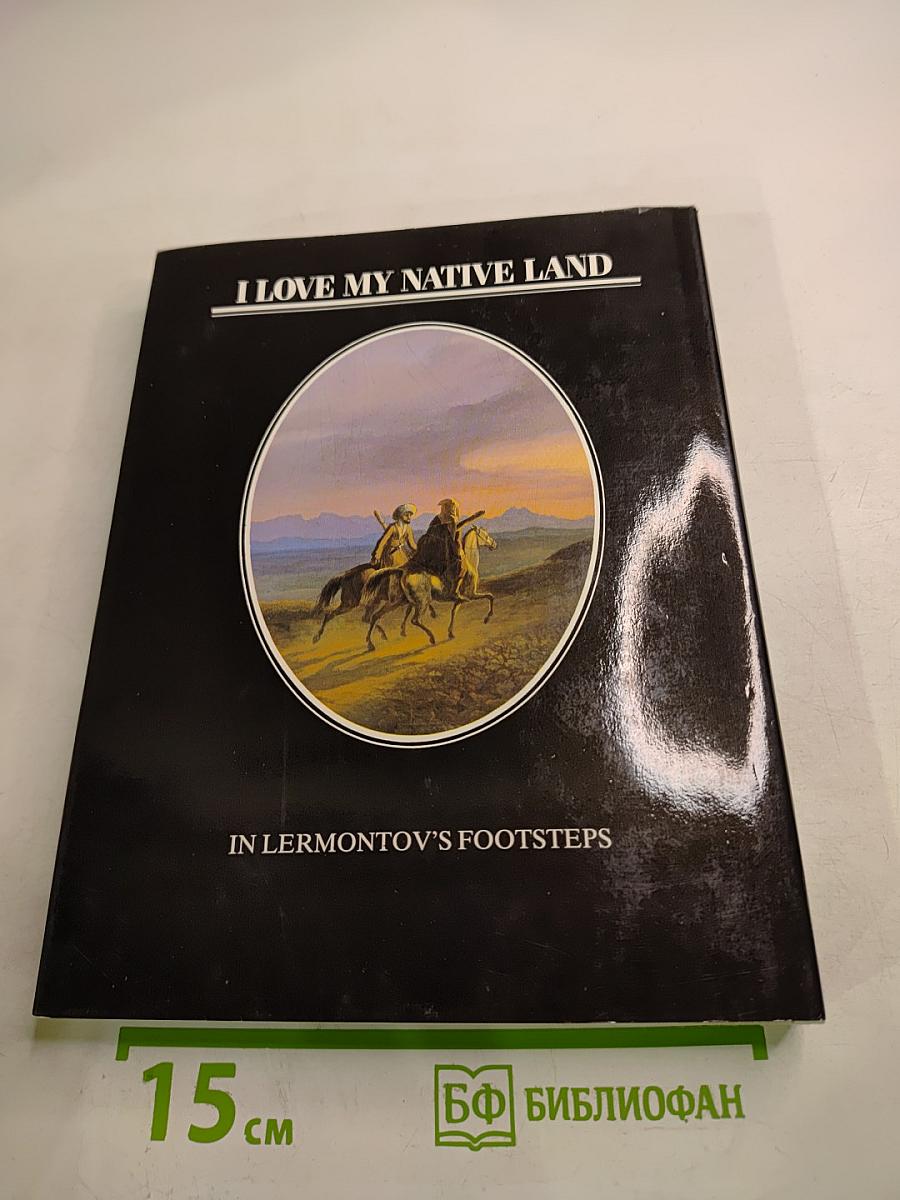 I LOVE MY NATIVE LAND
IN LERMONTOV'S FOOTSTEPS
15 см
БФ БИБЛИОФАН